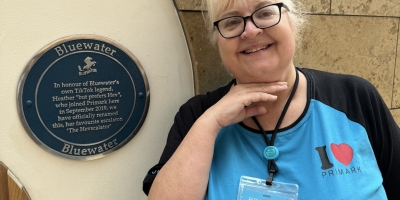 Bluewater
In honour of Bluewater's
own TikTok legend,
Heather "but prefers Hev",
who joined Primark here
in September 2019, we
have officially renamed
this, her favourite escalator
'The Hevsculator'
Bluewater
I
PRIMARK